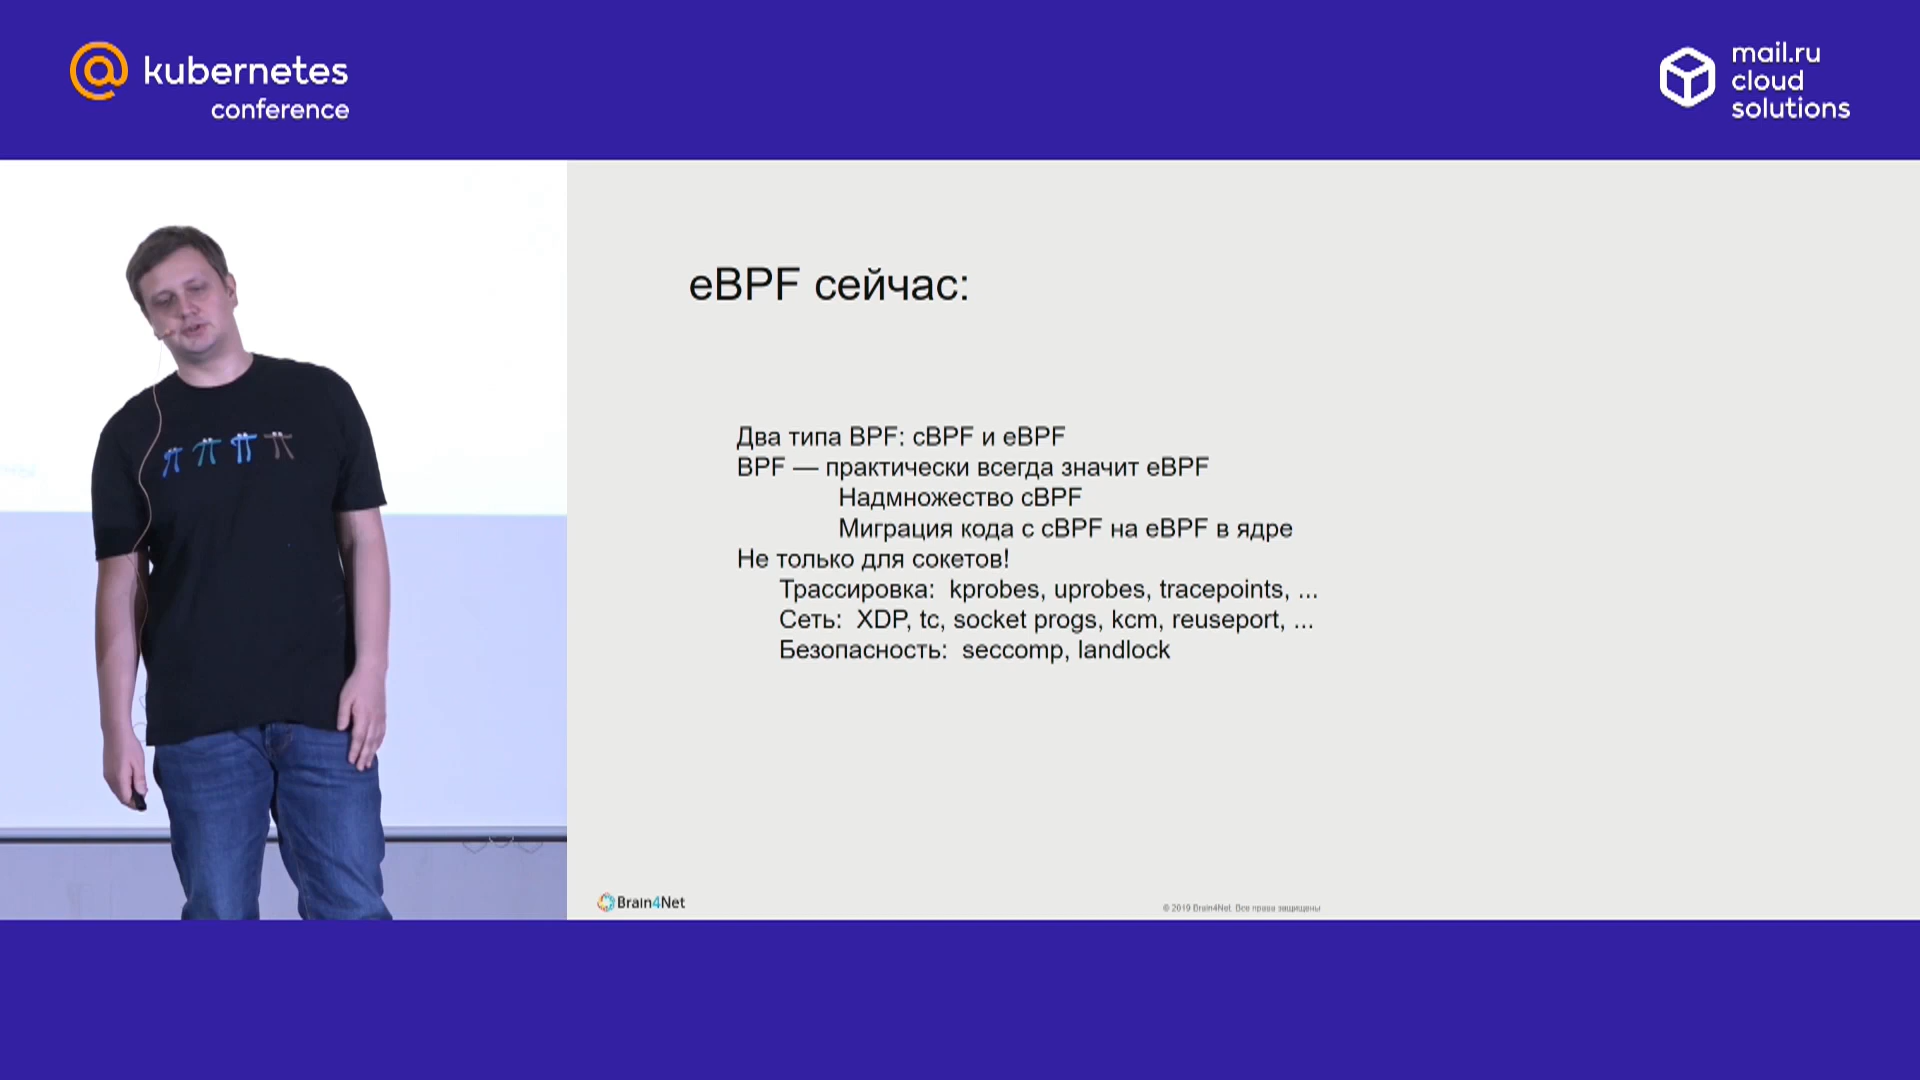 kubernetes
conference
mail.ru
cloud
solutions
eBPF сейчас:
Два типа BPF: cBPF и eBPF
BPF — практически всегда значит eBPF
Надмножество cBPF
Миграция кода с cBPF на eBPF в ядре
Не только для сокетов!
Трассировка: kprobes, uprobes, tracepoints, ...
Сеть: XDP, tc, socket progs, kcm, reuseport, ...
Безопасность: seccomp, landlock
Brain4Net
© 2019 Brain4Net. Все права защищены